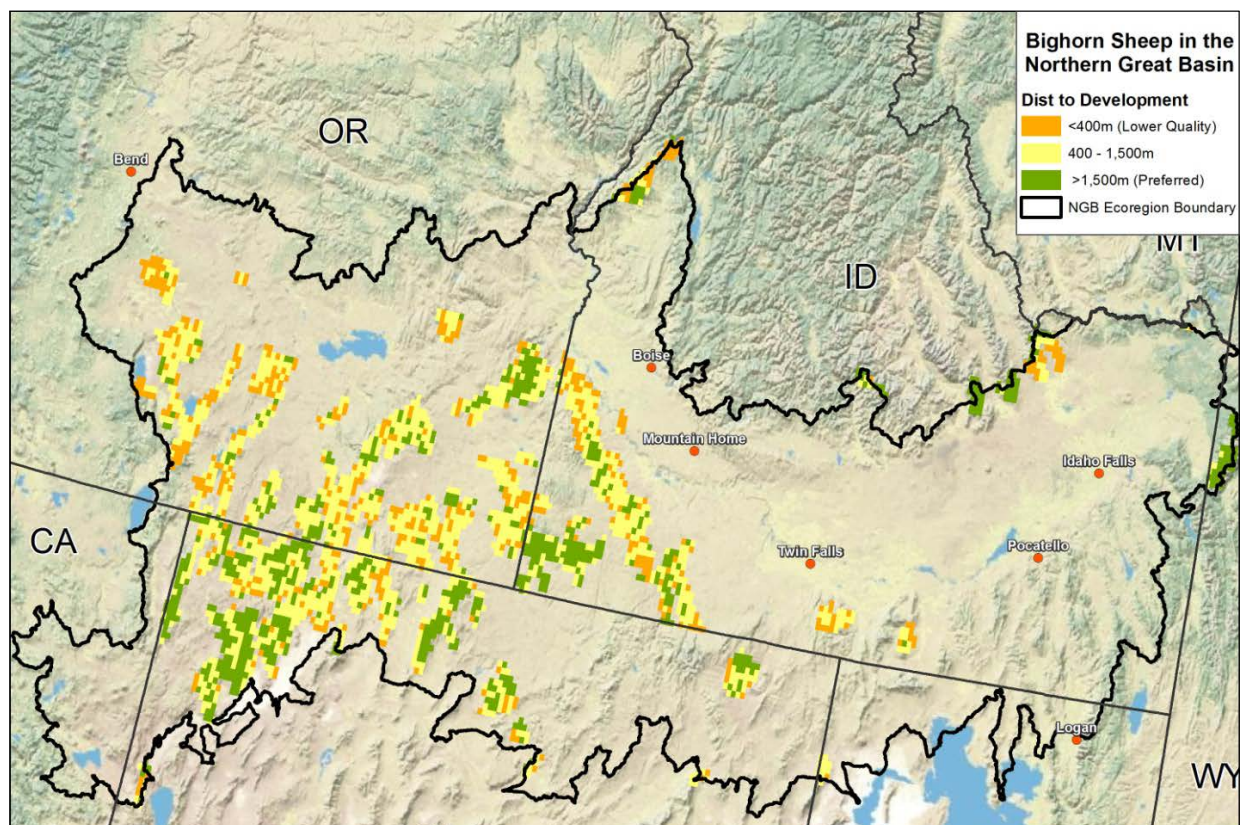 Bighorn Sheep in the
Northern Great Basin
Dist to Development
<400m (Lower Quality)
400 - 1,500m
>1,500m (Preferred)
NGB Ecoregion Boundary
OR
Bend
MT
ID
Boise
Mountain Home
Idaho Falls
CA
Twin Falls
Pocatello
Logan
WY